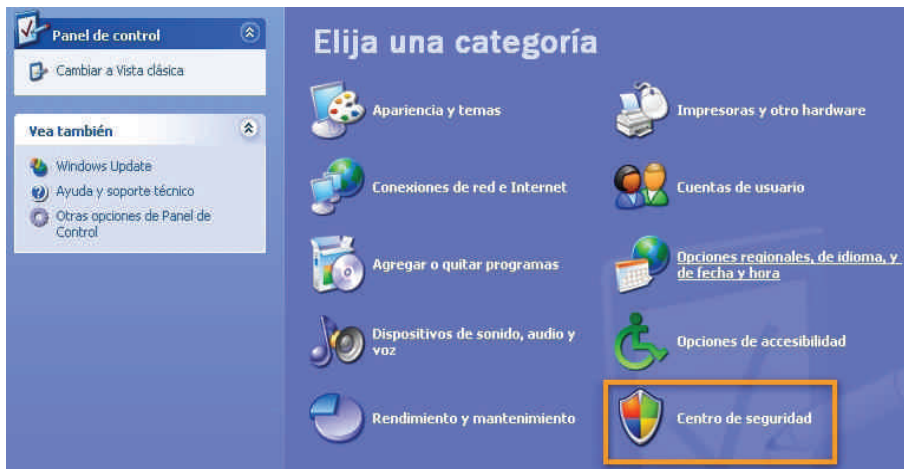 Panel de control
Cambiar a Vista clásica
Vea también
Windows Update
Ayuda y soporte técnico
Otras opciones de Panel de
Control
Elija una categoría
Apariencia y temas
Impresoras y otro hardware
Conexiones de red e Internet
Cuentas de usuario
Agregar o quitar programas
Opciones regionales, de idioma, y
de fecha y hora
Dispositivos de sonido, audio y
voz
Opciones de accesibilidad
Rendimiento y mantenimiento
Centro de seguridad